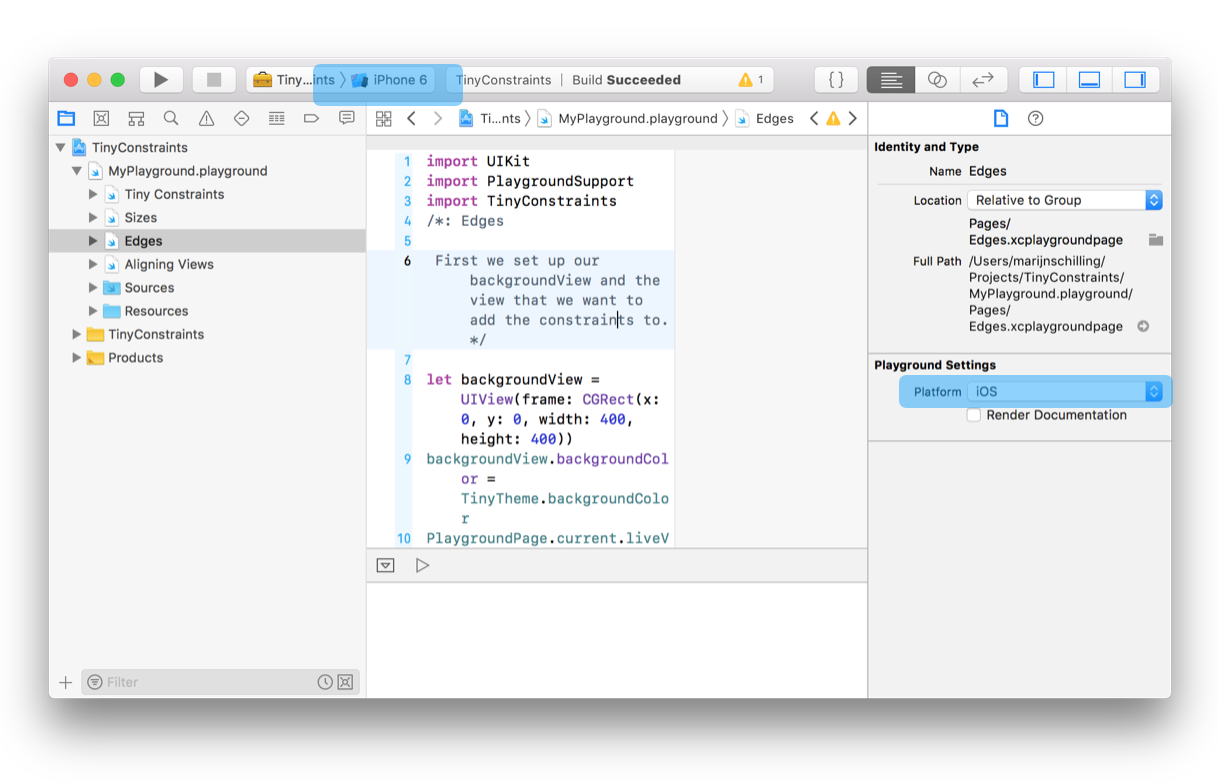 Tiny...ints 〉 iPhone 6 TinyConstraints | Build Succeeded 1 { }
Ti...nts 〉 MyPlayground.playground 〉 Edges
TinyConstraints
MyPlayground.playground
Tiny Constraints
Sizes
Edges
Aligning Views
Sources
Resources
TinyConstraints
Products
Filter
1 import UIKit
2 import PlaygroundSupport
3 import TinyConstraints
4 /*: Edges
5
6 First we set up our
backgroundView and the
view that we want to
add the constraints to.
*/
7
8 let backgroundView =
UIView(frame: CGRect(x:
0, y: 0, width: 400,
height: 400))
9 backgroundView.backgroundCol
or =
TinyTheme.backgroundColo
r
10 PlaygroundPage.current.liveV
Identity and Type
Name Edges
Location Relative to Group
Pages/
Edges.xcplaygroundpage
Full Path /Users/marijnschilling/
Projects/TinyConstraints/
MyPlayground.playground/
Pages/
Edges.xcplaygroundpage
Playground Settings
Platform iOS
Render Documentation